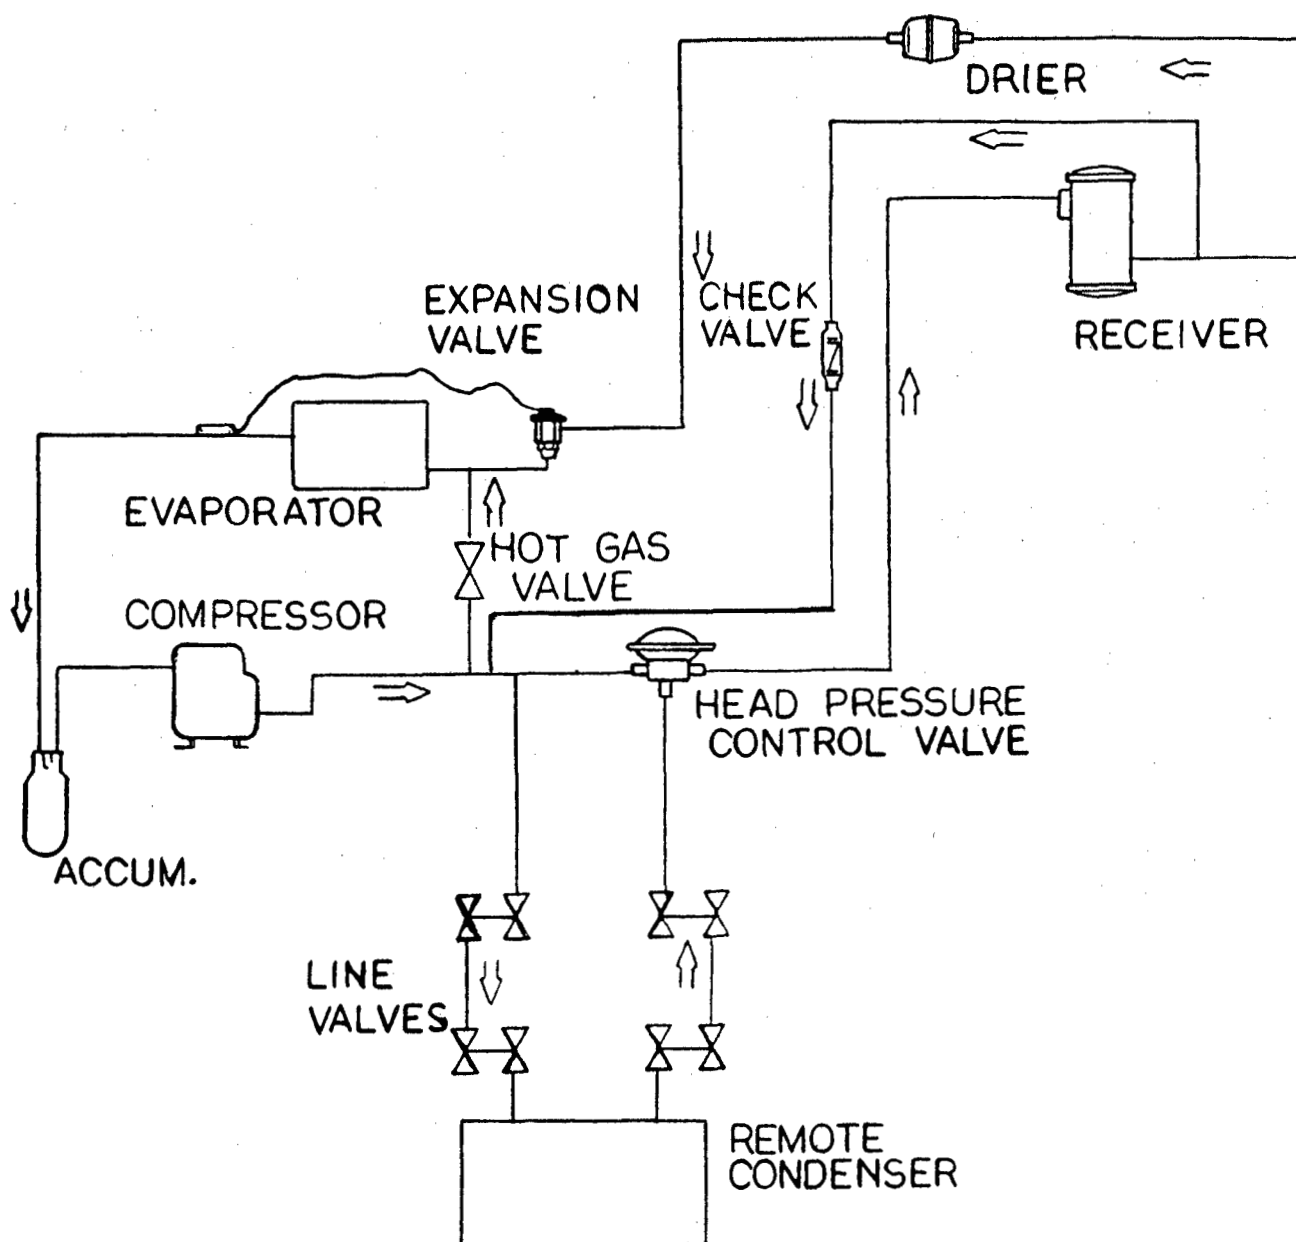 DRIER
EXPANSION
VALVE
CHECK
VALVE
RECEIVER
EVAPORATOR
HOT GAS
VALVE
COMPRESSOR
HEAD PRESSURE
CONTROL VALVE
ACCUM.
LINE
VALVES
REMOTE
CONDENSER